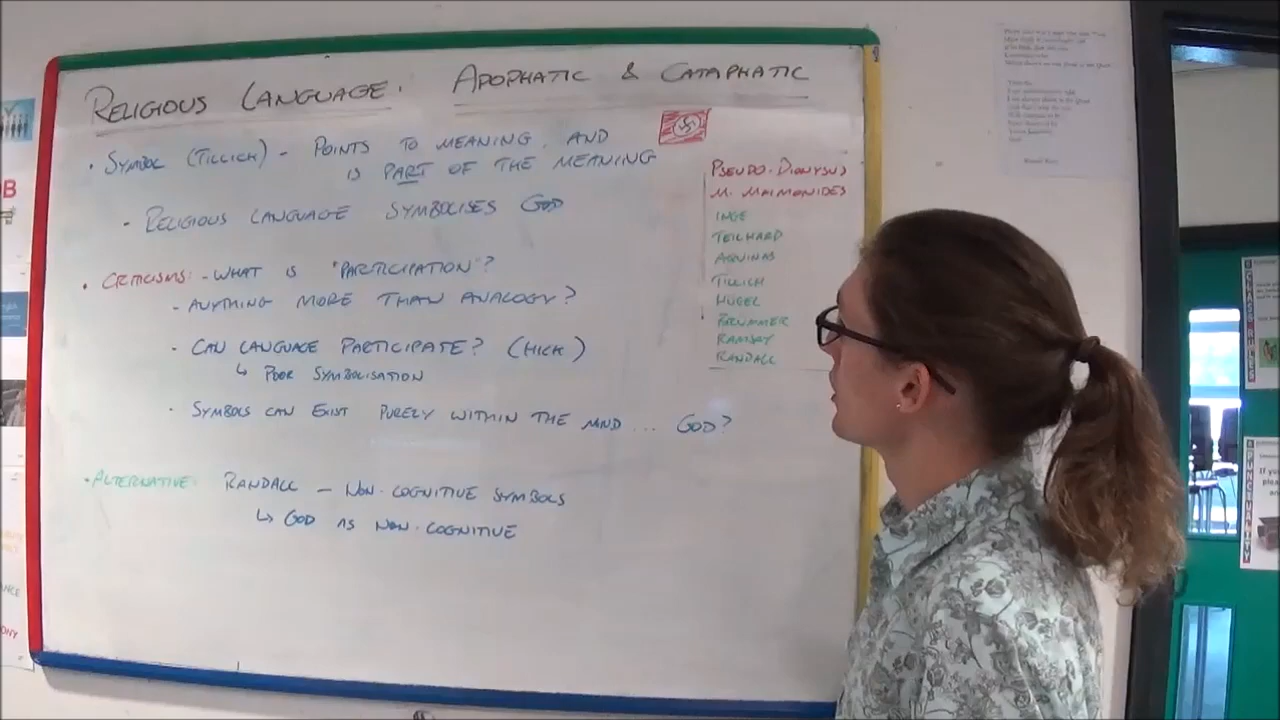 RELIGIOUS LANGUAGE. APOPHATIC & CATAPHATIC
• SYMBOL (TILLICH) - POINTS TO MEANING, AND
IS PART OF THE MEANING
- RELIGIOUS LANGUAGE SYMBOLISES GOD
• CRITICISMS: - WHAT IS "PARTICIPATION"?
- ANYTHING MORE THAN ANALOGY?
- CAN LANGUAGE PARTICIPATE? (HICK)
↳ POOR SYMBOLISATION
- SYMBOLS CAN EXIST PURELY WITHIN THE MIND ... GOD?
• ALTERNATIVE: RANDALL - NON-COGNITIVE SYMBOLS
↳ GOD AS NON-COGNITIVE
PSEUDO-DIONYSUS
M. MAIMONIDES
INGE
TEILHARD
AQUINAS
TILLICH
HUGEL
BRUMMER
RAMSAY
RANDALL